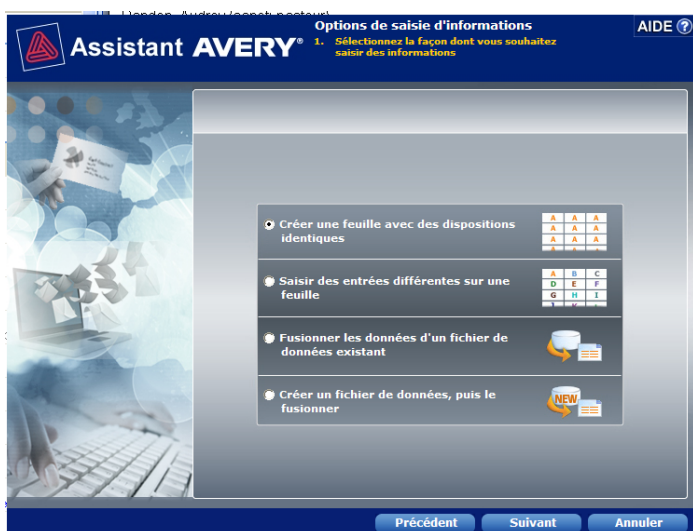 Options de saisie d'informations
AIDE ?
Assistant AVERY®
1. Sélectionnez la façon dont vous souhaitez
saisir des informations
Créer une feuille avec des dispositions
identiques
A A A
A A A
A A A
Saisir des entrées différentes sur une
feuille
A B C
D E F
G H I
Fusionner les données d'un fichier de
données existant
Créer un fichier de données, puis le
fusionner
NEW
Précédent
Suivant
Annuler